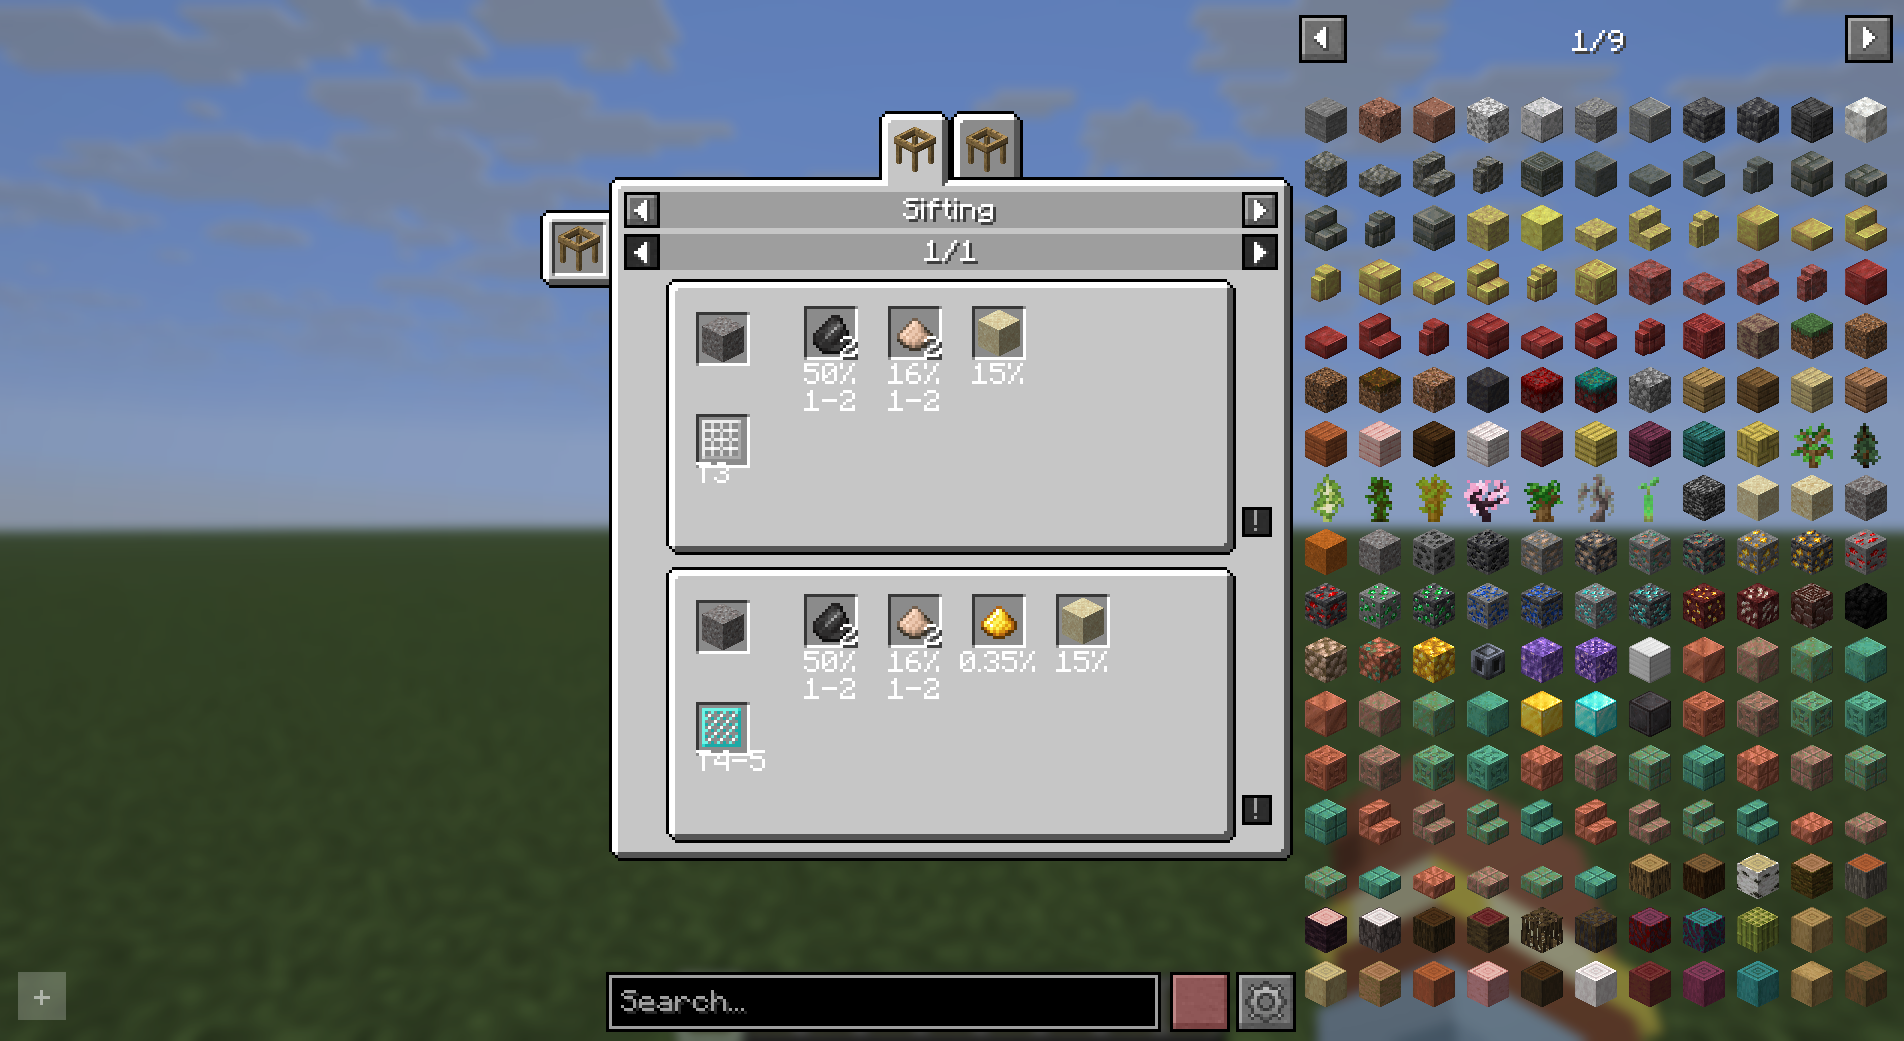 1/9
Sifting
1/1
2 2
50% 16% 15%
1-2 1-2
T3
!
2 2
50% 16% 0.35% 15%
1-2 1-2
T4-5
!
+
Search...